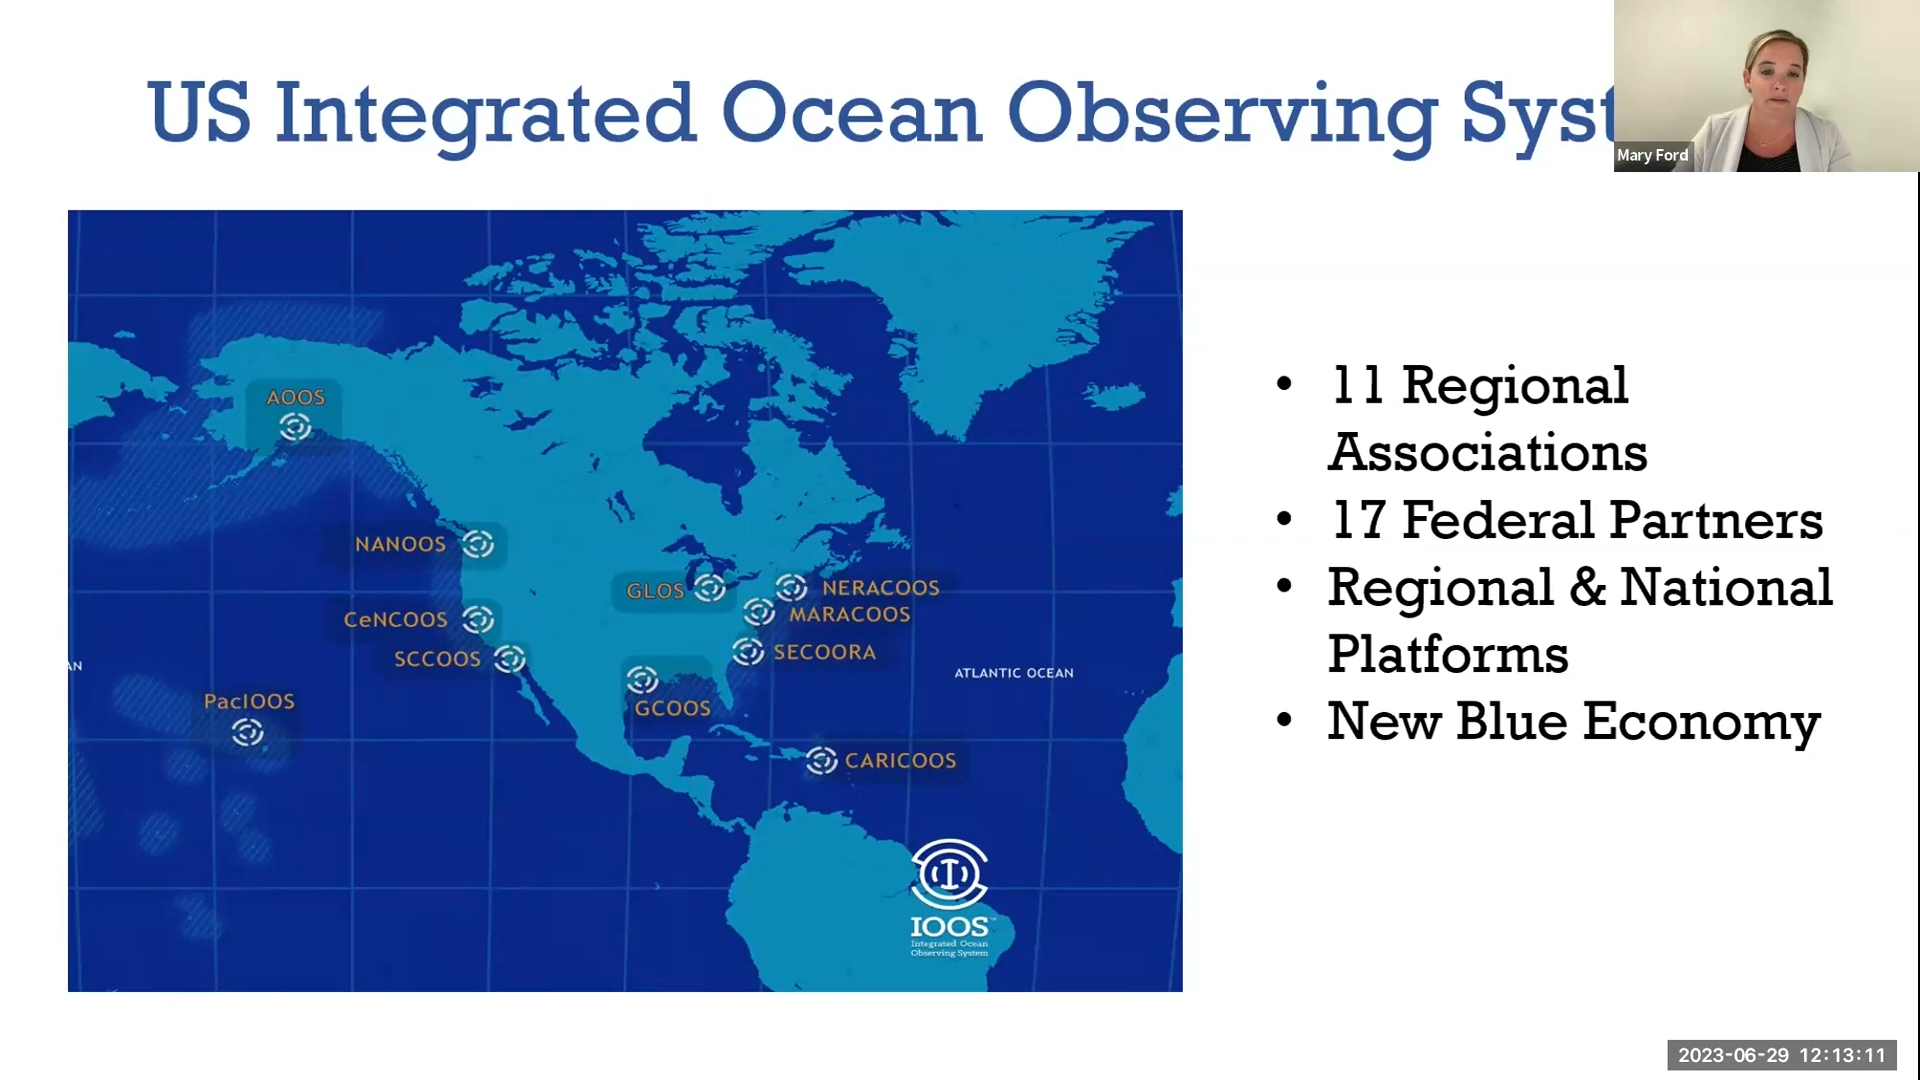 US Integrated Ocean Observing Syst
Mary Ford
AOOS
NANOOS
GLOS
NERACOOS
MARACOOS
CeNCOOS
SCCOOS
SECOORA
AN
ATLANTIC OCEAN
PacIOOS
GCOOS
CARICOOS
IOOS
Integrated Ocean
Observing System
• 11 Regional
Associations
• 17 Federal Partners
• Regional & National
Platforms
• New Blue Economy
2023-06-29 12:13:11